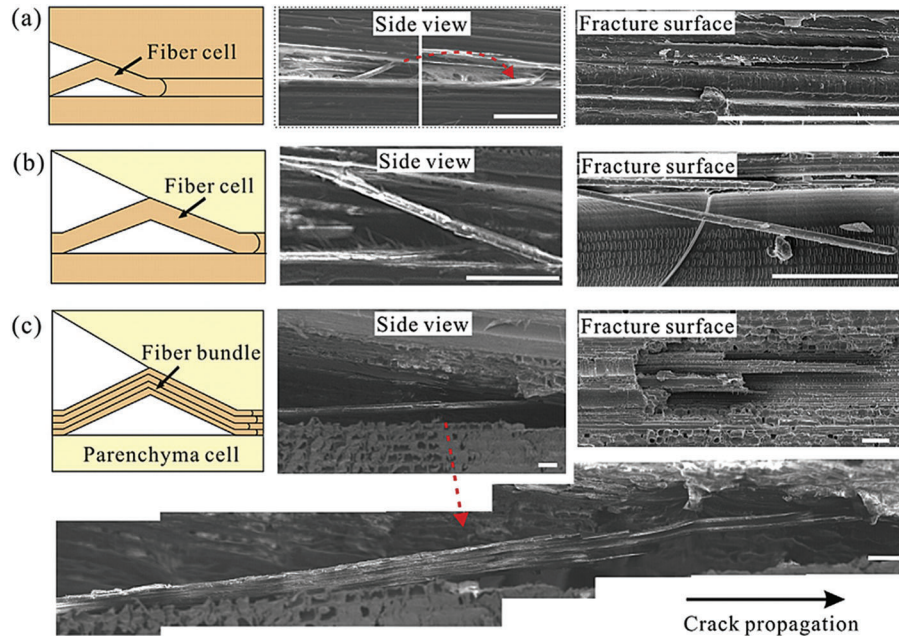 (a)
Fiber cell
Side view
Fracture surface
(b)
Fiber cell
Side view
Fracture surface
(c)
Fiber bundle
Parenchyma cell
Side view
Fracture surface
Crack propagation